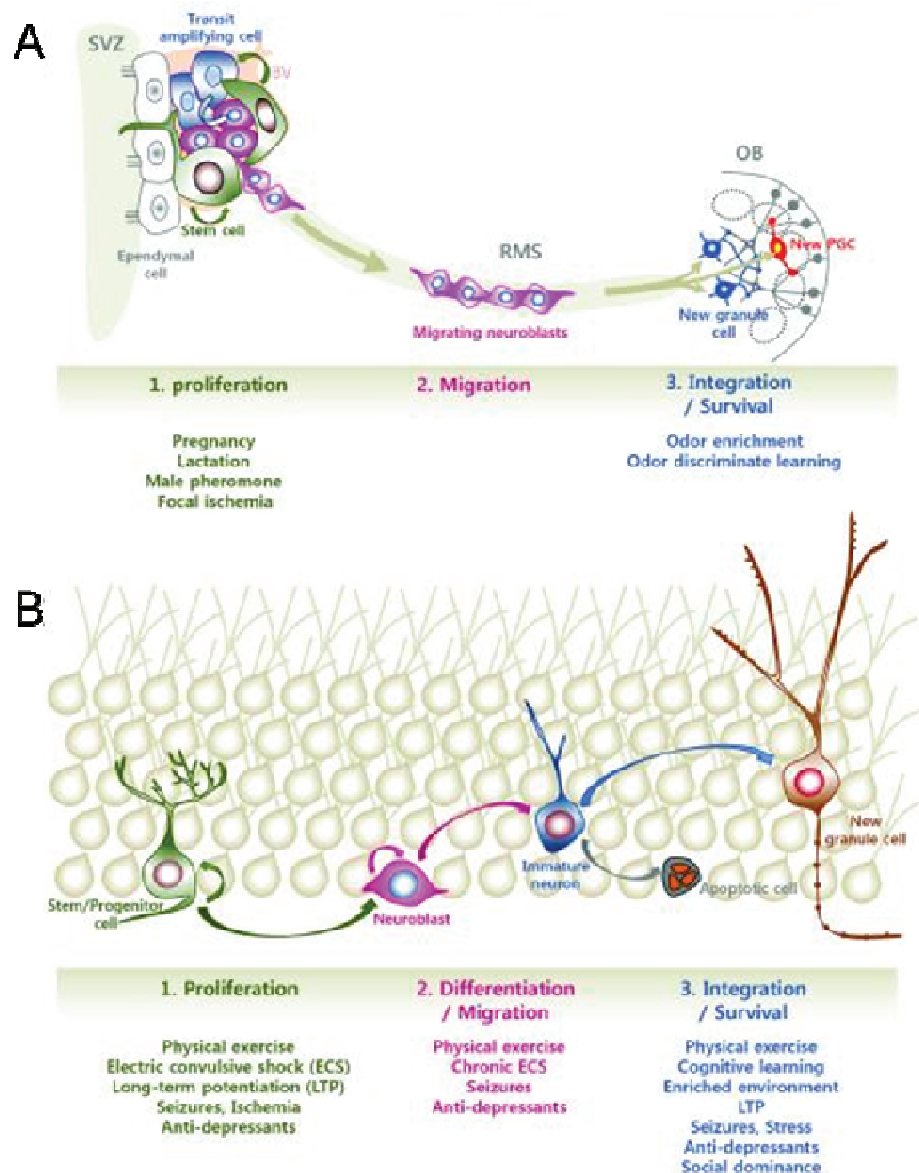 A
SVZ
Transit
amplifying cell
BV
Stem cell
Ependymal
cell
RMS
Migrating neuroblasts
OB
New PGC
New granule
cell
1. proliferation
2. Migration
3. Integration
/ Survival
Pregnancy
Lactation
Male pheromone
Focal ischemia
Odor enrichment
Odor discriminate learning
B
Stem/Progenitor
cell
Neuroblast
Immature
neuron
Apoptotic cell
New
granule cell
1. Proliferation
2. Differentiation
/ Migration
3. Integration
/ Survival
Physical exercise
Electric convulsive shock (ECS)
Long-term potentiation (LTP)
Seizures, Ischemia
Anti-depressants
Physical exercise
Chronic ECS
Seizures
Anti-depressants
Physical exercise
Cognitive learning
Enriched environment
LTP
Seizures, Stress
Anti-depressants
Social dominance